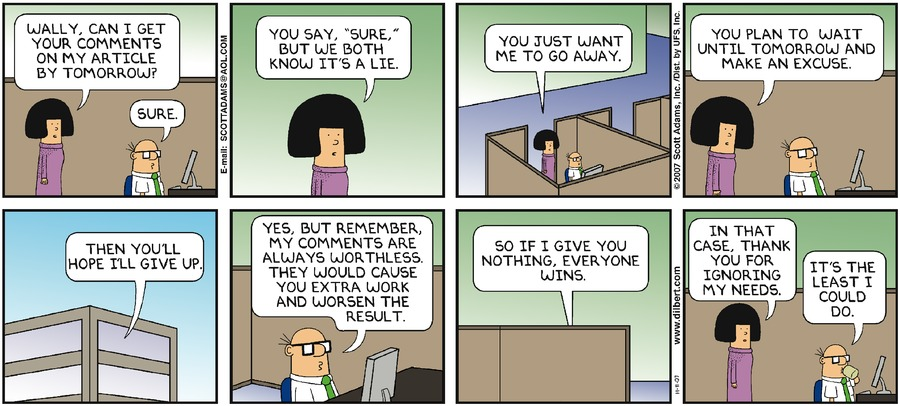 WALLY, CAN I GET
YOUR COMMENTS
ON MY ARTICLE
BY TOMORROW?
SURE.
E-mail: SCOTTADAMS@AOL.COM
YOU SAY, “SURE,”
BUT WE BOTH
KNOW IT'S A LIE.
YOU JUST WANT
ME TO GO AWAY.
© 2007 Scott Adams, Inc./Dist. by UFS, Inc.
YOU PLAN TO WAIT
UNTIL TOMORROW AND
MAKE AN EXCUSE.
THEN YOU'LL
HOPE I'LL GIVE UP.
YES, BUT REMEMBER,
MY COMMENTS ARE
ALWAYS WORTHLESS.
THEY WOULD CAUSE
YOU EXTRA WORK
AND WORSEN THE
RESULT.
SO IF I GIVE YOU
NOTHING, EVERYONE
WINS.
www.dilbert.com
IN THAT
CASE, THANK
YOU FOR
IGNORING
MY NEEDS.
IT'S THE
LEAST I
COULD
DO.